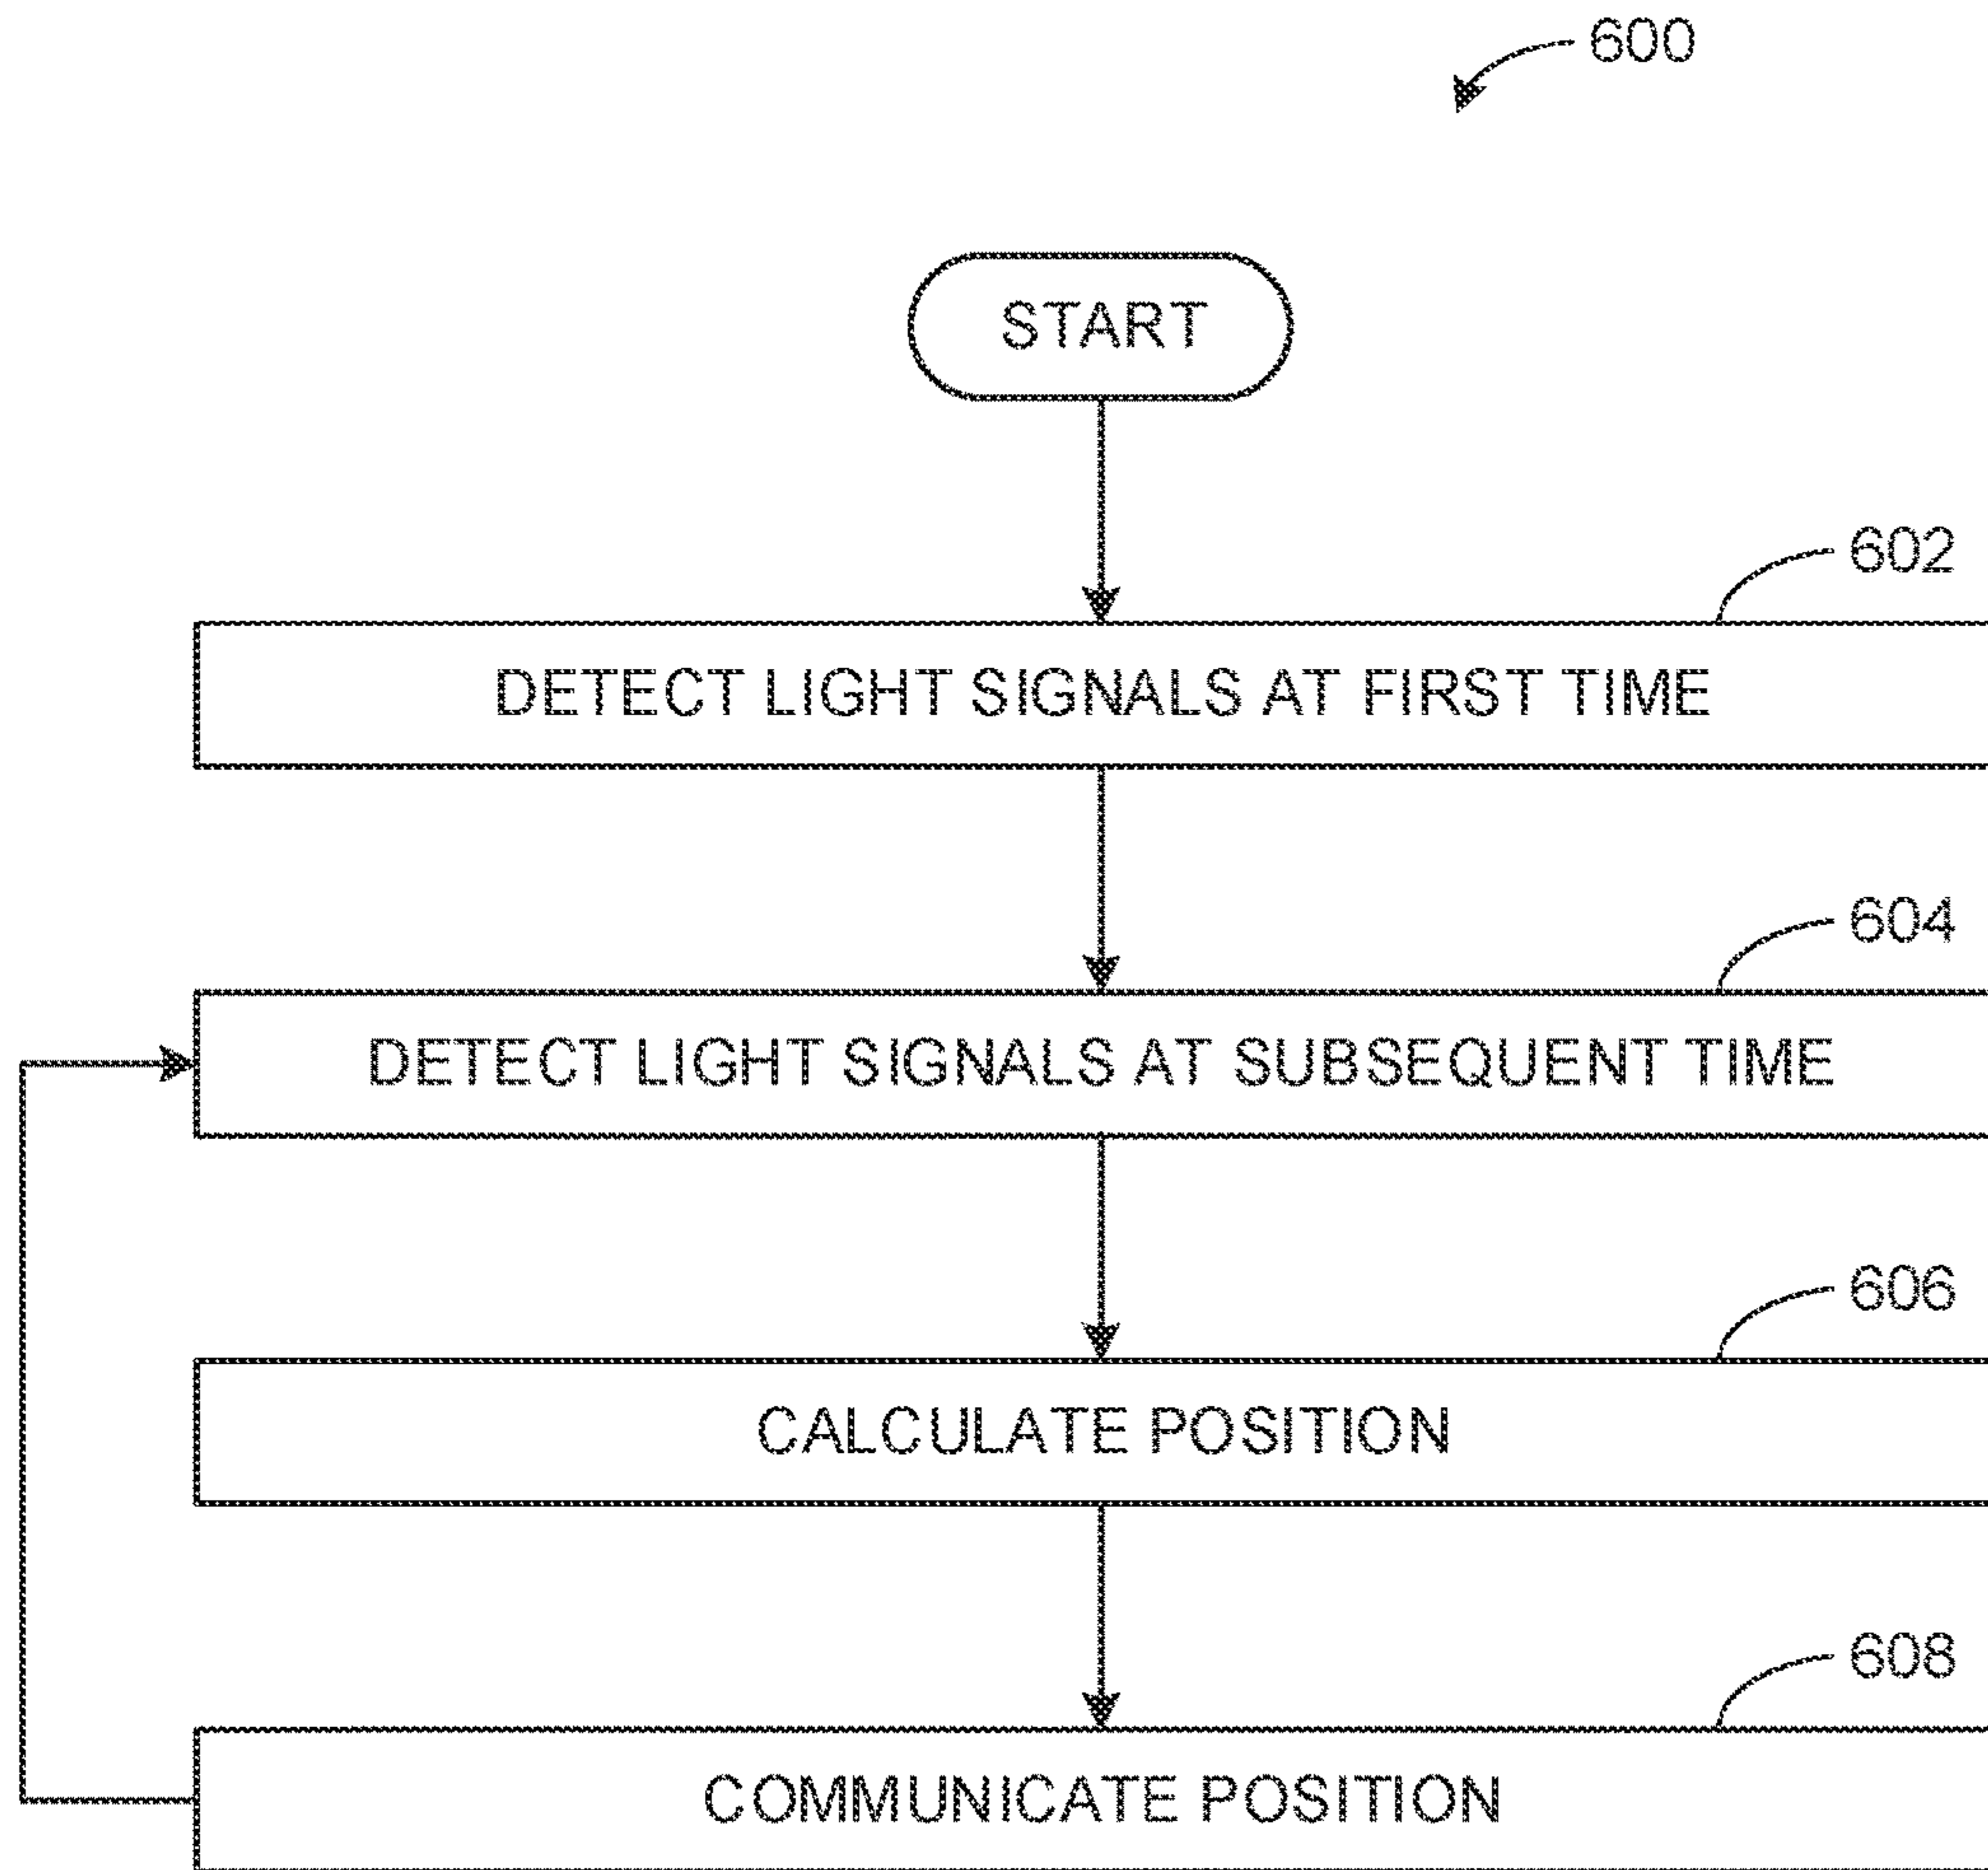 600
START
602
DETECT LIGHT SIGNALS AT FIRST TIME
604
DETECT LIGHT SIGNALS AT SUBSEQUENT TIME
606
CALCULATE POSITION
608
COMMUNICATE POSITION